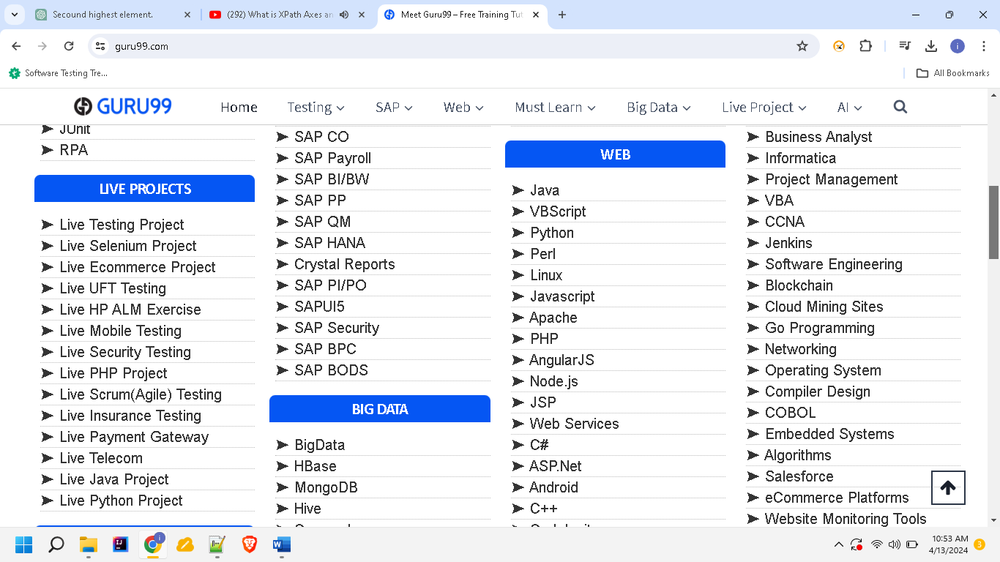 Secound highest element.
(292) What is XPath Axes an
Meet Guru99 – Free Training Tut
guru99.com
i
Software Testing Tre...
All Bookmarks
GURU99
Home
Testing
SAP
Web
Must Learn
Big Data
Live Project
AI
JUnit
RPA
LIVE PROJECTS
Live Testing Project
Live Selenium Project
Live Ecommerce Project
Live UFT Testing
Live HP ALM Exercise
Live Mobile Testing
Live Security Testing
Live PHP Project
Live Scrum(Agile) Testing
Live Insurance Testing
Live Payment Gateway
Live Telecom
Live Java Project
Live Python Project
SAP CO
SAP Payroll
SAP BI/BW
SAP PP
SAP QM
SAP HANA
Crystal Reports
SAP PI/PO
SAPUI5
SAP Security
SAP BPC
SAP BODS
BIG DATA
BigData
HBase
MongoDB
Hive
WEB
Java
VBScript
Python
Perl
Linux
Javascript
Apache
PHP
AngularJS
Node.js
JSP
Web Services
C#
ASP.Net
Android
C++
Business Analyst
Informatica
Project Management
VBA
CCNA
Jenkins
Software Engineering
Blockchain
Cloud Mining Sites
Go Programming
Networking
Operating System
Compiler Design
COBOL
Embedded Systems
Algorithms
Salesforce
eCommerce Platforms
Website Monitoring Tools
10:53 AM
4/13/2024
3